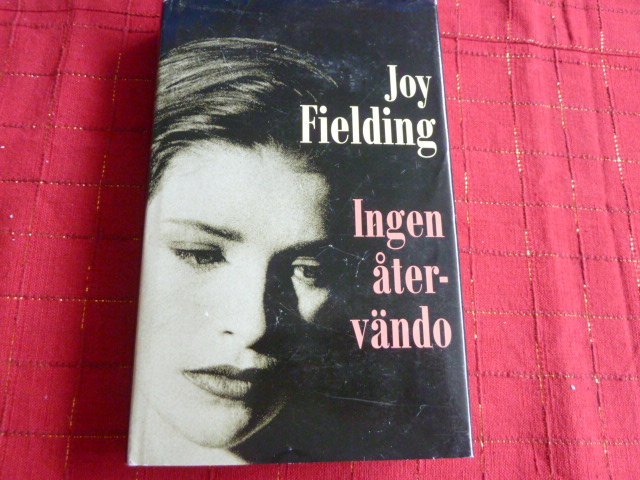 Joy
Fielding
Ingen
åter-
vändo